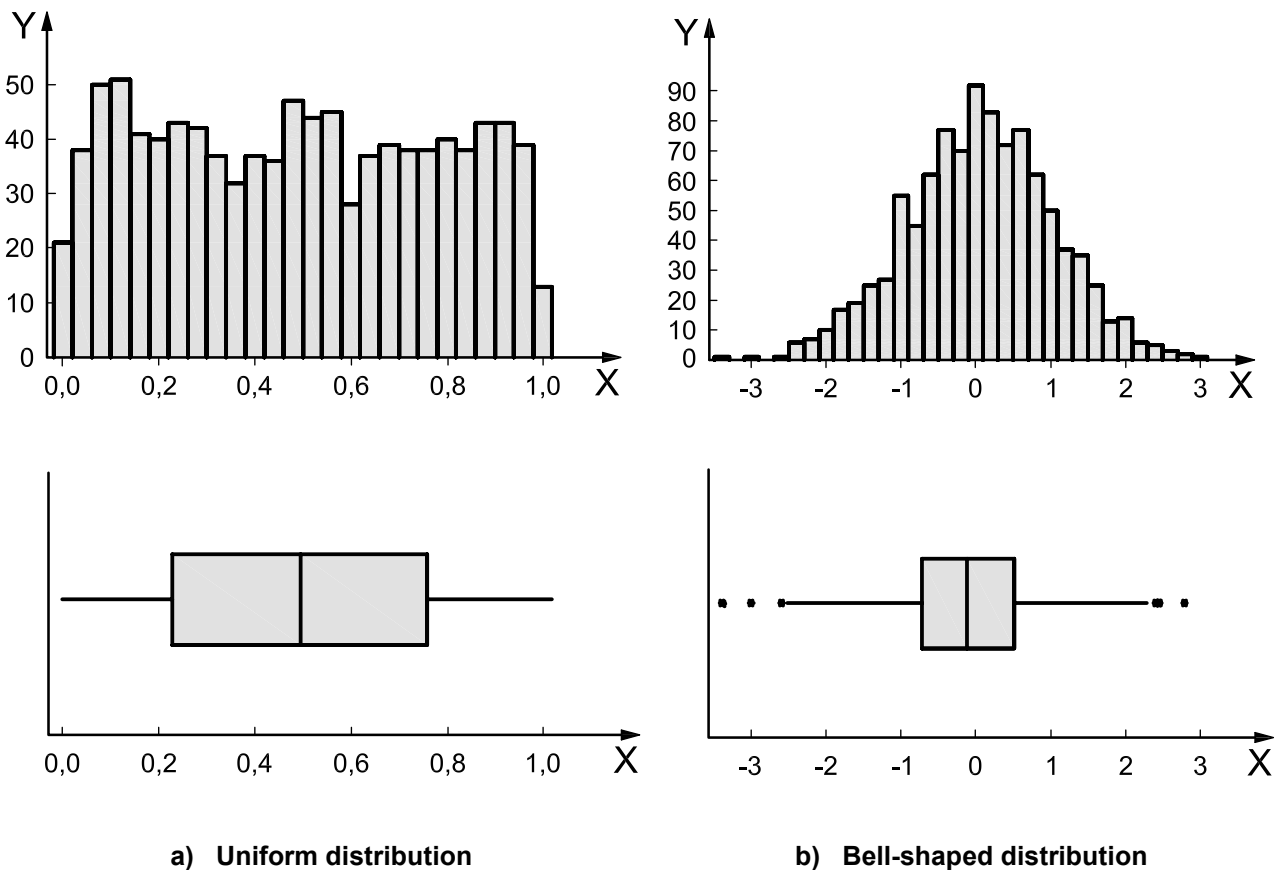 Y
50
40
30
20
10
0
0,0 0,2 0,4 0,6 0,8 1,0 X
Y
90
80
70
60
50
40
30
20
10
0
-3 -2 -1 0 1 2 3 X
0,0 0,2 0,4 0,6 0,8 1,0 X
-3 -2 -1 0 1 2 3 X
a) Uniform distribution
b) Bell-shaped distribution